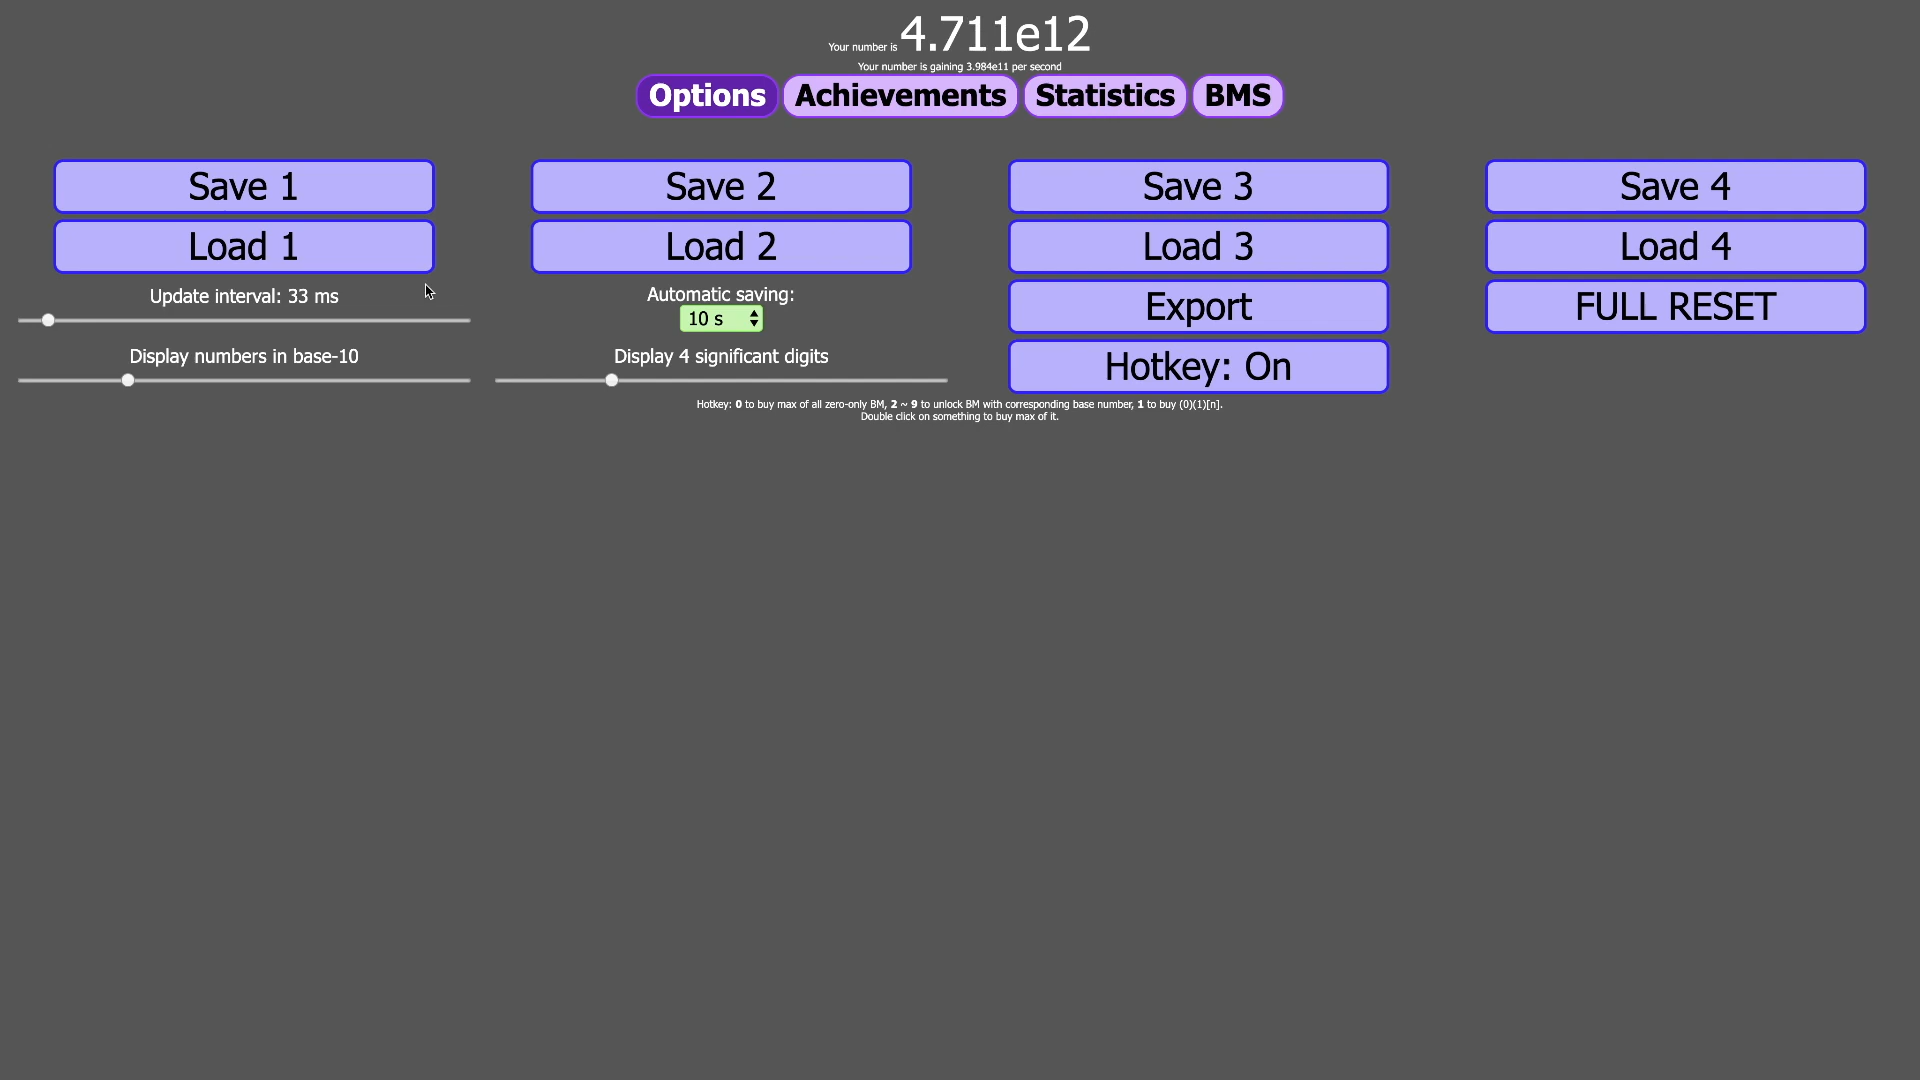 Your number is 4.711e12
Your number is gaining 3.984e11 per second
Options Achievements Statistics BMS
Save 1 Save 2 Save 3 Save 4
Load 1 Load 2 Load 3 Load 4
Update interval: 33 ms
Automatic saving:
10 s
Export
FULL RESET
Display numbers in base-10
Display 4 significant digits
Hotkey: On
Hotkey: 0 to buy max of all zero-only BM, 2 ~ 9 to unlock BM with corresponding base number, 1 to buy (0)(1)[n].
Double click on something to buy max of it.